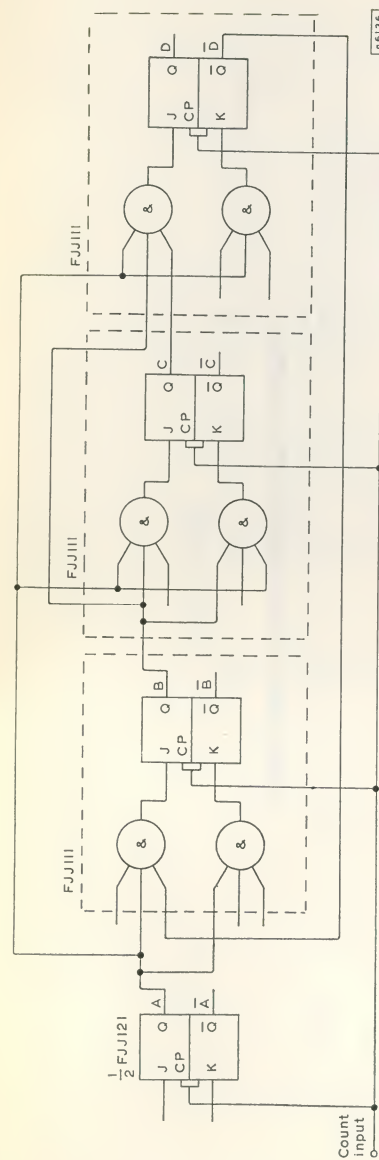 Count
input
½ FJJ121
J Q A
CP
K Q̅ A̅
FJJ111
&
&
J Q B
CP
K Q̅ B̅
FJJ111
&
&
J Q C
CP
K Q̅ C̅
FJJ111
&
&
J Q D
CP
K Q̅ D̅